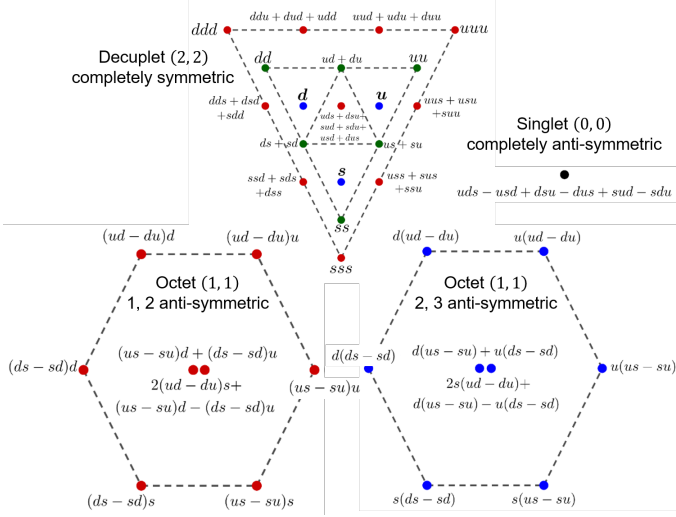 ddd
ddu + dud + udd
uud + udu + duu
uuu
Decuplet (2, 2)
completely symmetric
dd
ud + du
uu
d
u
dds + dsd
+sdd
uds + dsu+
sud + sdu+
usd + dus
uus + usu
+suu
ds + sd
us + su
ssd + sds
+dss
s
uss + sus
+ssu
ss
sss
Singlet (0, 0)
completely anti-symmetric
uds − usd + dsu − dus + sud − sdu
(ud − du)d
(ud − du)u
Octet (1, 1)
1, 2 anti-symmetric
(ds − sd)d
(us − su)d + (ds − sd)u
2(ud − du)s+
(us − su)d − (ds − sd)u
(us − su)u
(ds − sd)s
(us − su)s
d(ud − du)
u(ud − du)
Octet (1, 1)
2, 3 anti-symmetric
d(ds − sd)
d(us − su) + u(ds − sd)
2s(ud − du)+
d(us − su) − u(ds − sd)
u(us − su)
s(ds − sd)
s(us − su)